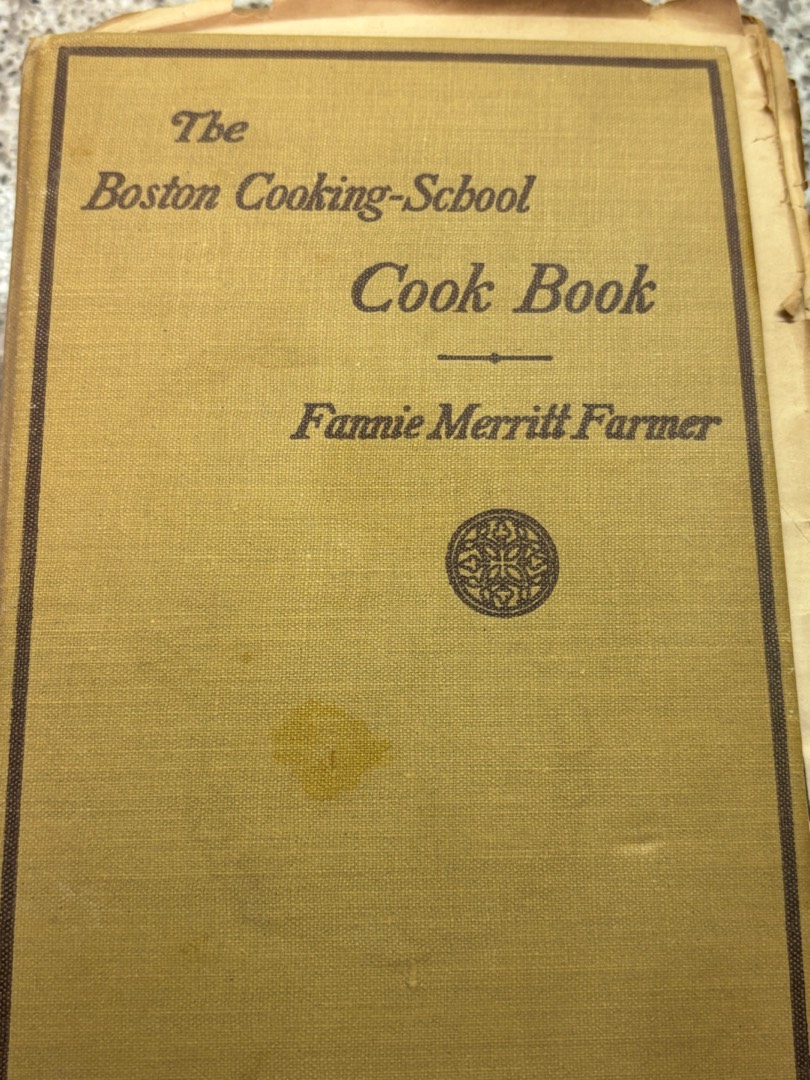 The
Boston Cooking-School
Cook Book
Fannie Merritt Farmer